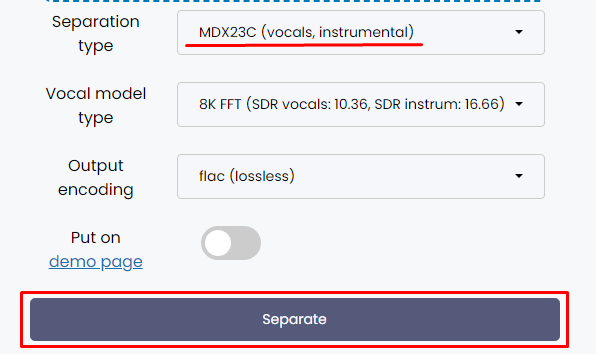 Separation
type
MDX23C (vocals, instrumental)
Vocal model
type
8K FFT (SDR vocals: 10.36, SDR instrum: 16.66)
Output
encoding
flac (lossless)
Put on
demo page
Separate